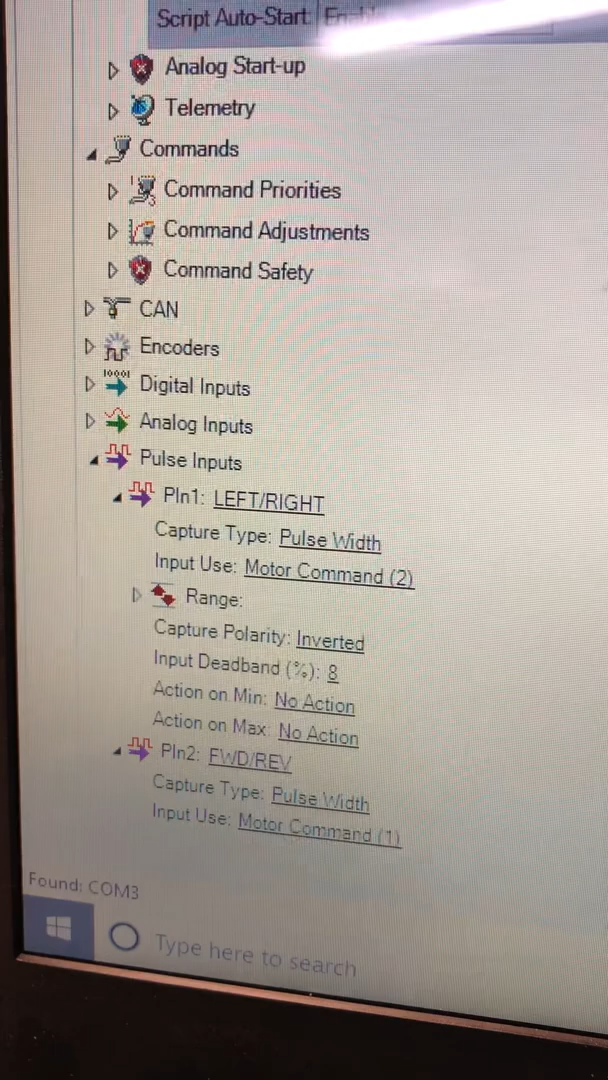 Script Auto-Start:
Analog Start-up
Telemetry
Commands
Command Priorities
Command Adjustments
Command Safety
CAN
Encoders
Digital Inputs
Analog Inputs
Pulse Inputs
PIn1: LEFT/RIGHT
Capture Type: Pulse Width
Input Use: Motor Command (2)
Range:
Capture Polarity: Inverted
Input Deadband (%): 8
Action on Min: No Action
Action on Max: No Action
PIn2: FWD/REV
Capture Type: Pulse Width
Input Use: Motor Command (1)
Found: COM3
Type here to search